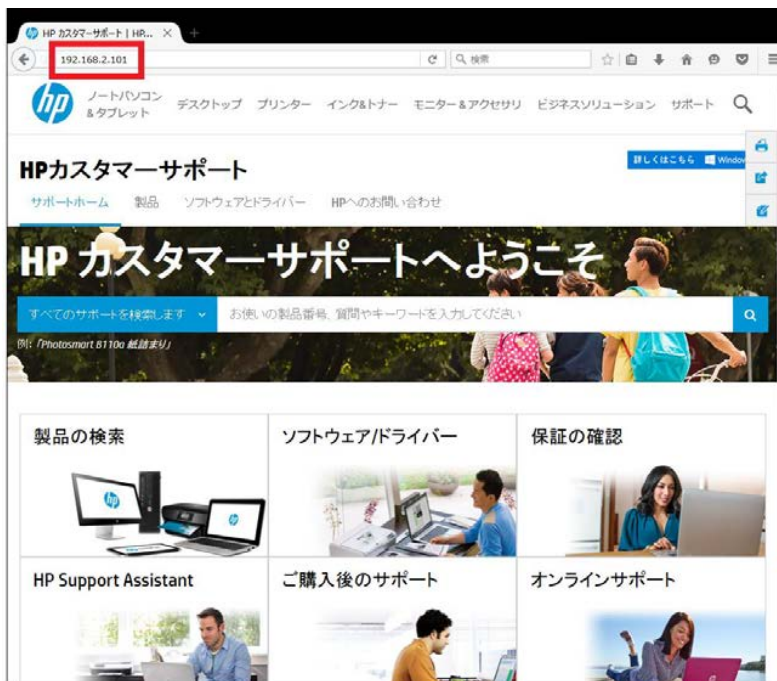 HP カスタマーサポート | HP...
192.168.2.101
検索
hp
ノートパソコン
&タブレット
デスクトップ
プリンター
インク&トナー
モニター&アクセサリ
ビジネスソリューション
サポート
HPカスタマーサポート
詳しくはこちら
Window
サポートホーム
製品
ソフトウェアとドライバー
HPへのお問い合わせ
HP カスタマーサポートへようこそ
すべてのサポートを検索します
お使いの製品番号、質問やキーワードを入力してください
例:「Photosmart B110a 紙詰まり」
製品の検索
ソフトウェア/ドライバー
保証の確認
HP Support Assistant
ご購入後のサポート
オンラインサポート